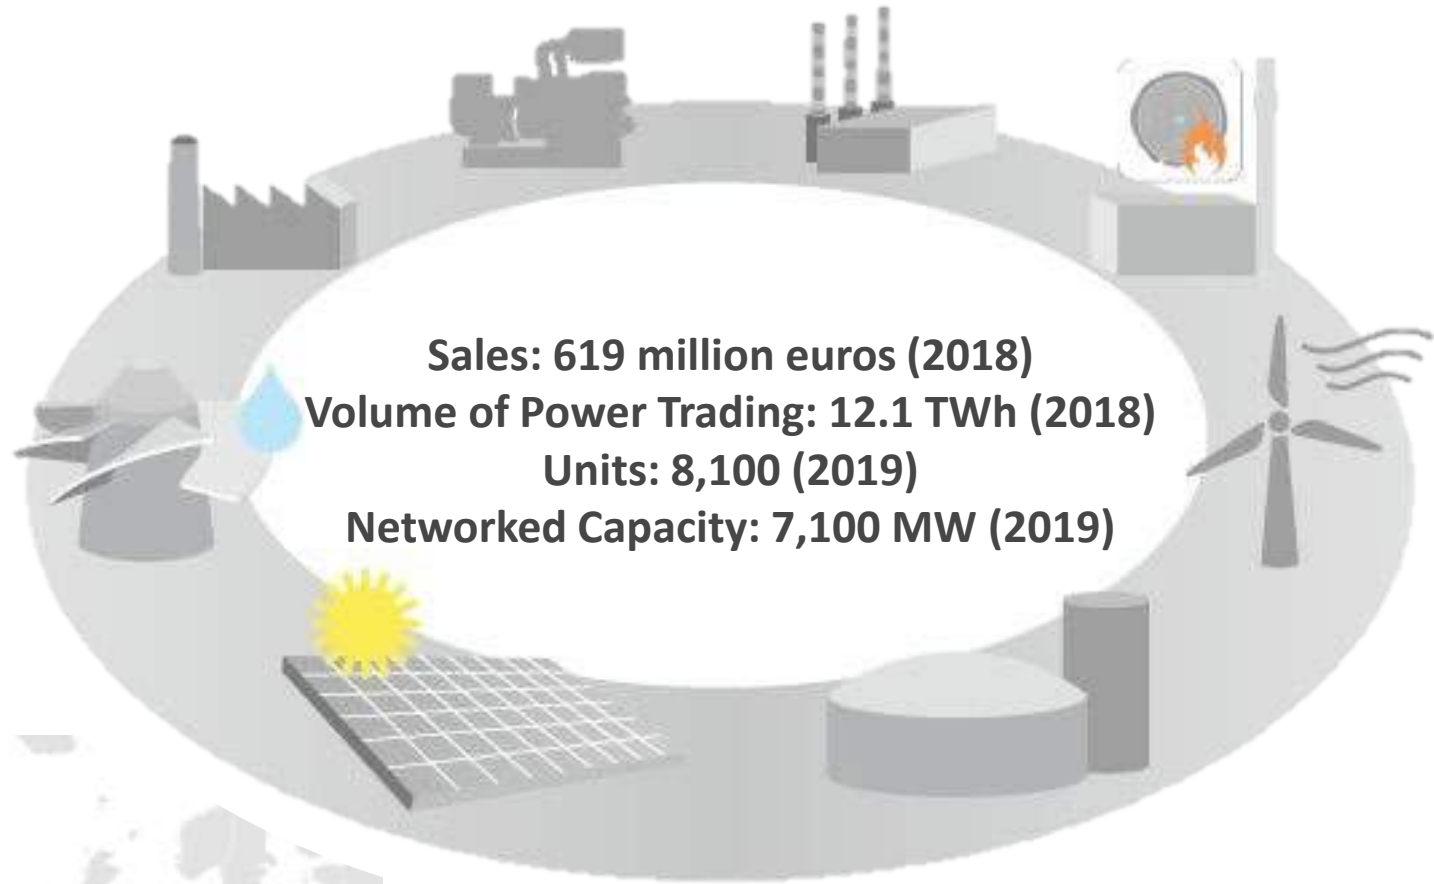 Sales: 619 million euros (2018)
Volume of Power Trading: 12.1 TWh (2018)
Units: 8,100 (2019)
Networked Capacity: 7,100 MW (2019)